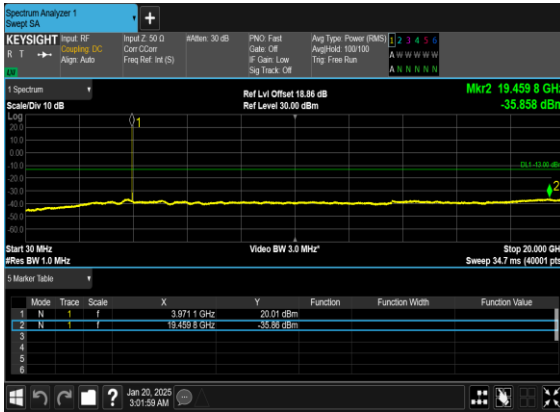 Spectrum Analyzer 1
Swept SA
+
KEYSIGHT Input: RF Input Z: 50 Ω #Atten: 30 dB PNO: Fast Avg Type: Power (RMS) 1 2 3 4 5 6
R T Coupling: DC Corr CCorr Gate: Off Avg|Hold: 100/100 A W W W W W
Align: Auto Freq Ref: Int (S) IF Gain: Low Trig: Free Run
LW Sig Track: Off A N N N N N
1 Spectrum Ref Lvl Offset 18.86 dB Mkr2 19.459 8 GHz
Scale/Div 10 dB Ref Level 30.00 dBm -35.858 dBm
Log
20.0 1
10.0
0.00
-10.0 DL1 -13.00 dBm
-20.0
-30.0 2
-40.0
-50.0
-60.0
Start 30 MHz Video BW 3.0 MHz* Stop 20.000 GH
#Res BW 1.0 MHz Sweep 34.7 ms (40001 pts
5 Marker Table
Mode Trace Scale X Y Function Function Width Function Value
1 N 1 f 3.971 1 GHz 20.01 dBm
2 N 1 f 19.459 8 GHz -35.86 dBm
3
4
5
6
? Jan 20, 2025
3:01:59 AM